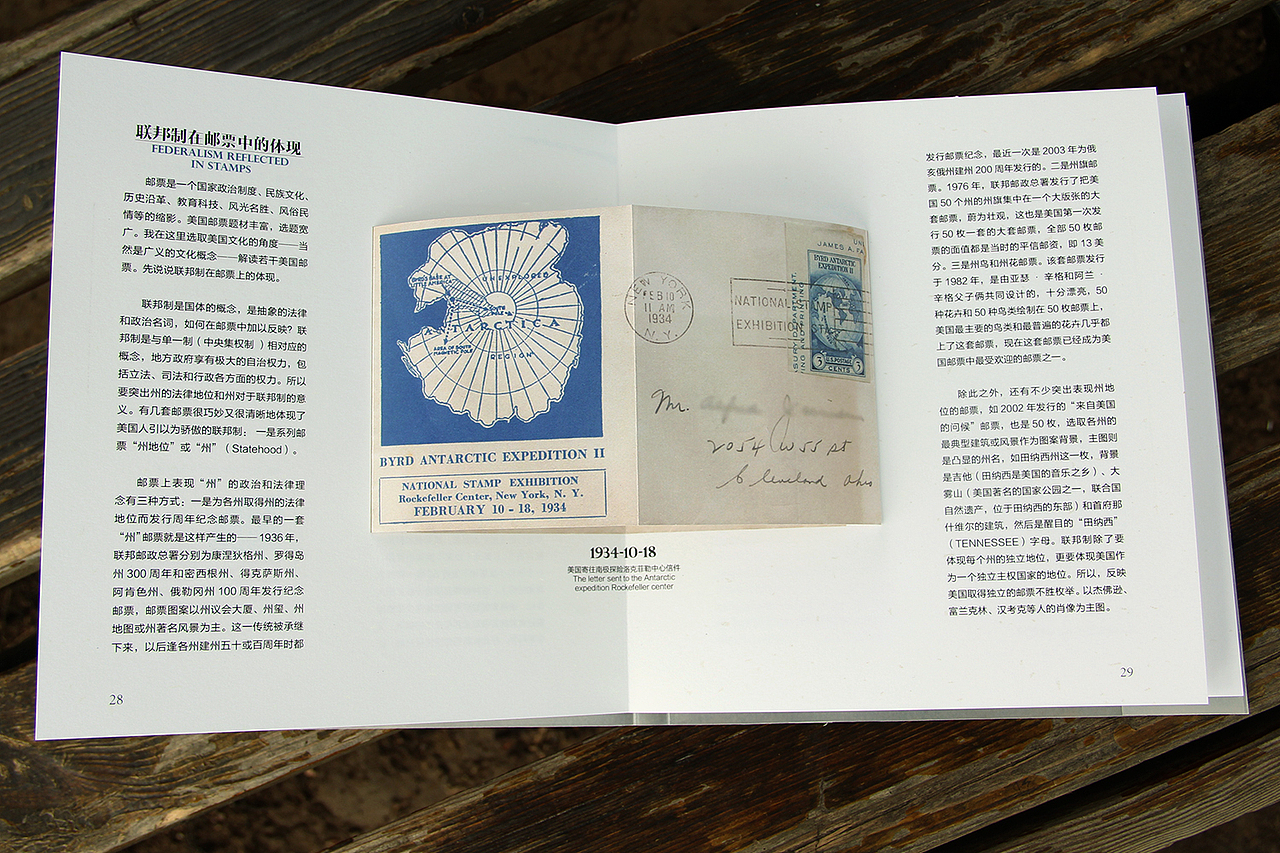 联邦制在邮票中的体现
FEDERALISM REFLECTED
IN STAMPS
邮票是一个国家政治制度、民族文化、
历史沿革、教育科技、风光名胜、风俗民
情等的缩影。美国邮票题材丰富，选题宽
广。我在这里选取美国文化的角度——当
然是广义的文化概念——解读若干美国邮
票。先说说联邦制在邮票上的体现。
联邦制是国体的概念，是抽象的法律
和政治名词，如何在邮票中加以反映？联
邦制是与单一制（中央集权制 ）相对应的
概念，地方政府享有极大的自治权力，包
括立法、司法和行政各方面的权力。所以
要突出州的法律地位和州对于联邦制的意
义。有几套邮票很巧妙又很清晰地体现了
美国人引以为骄傲的联邦制： 一是系列邮
票“州地位”或“州”（Statehood）。
邮票上表现“州”的政治和法律理
念有三种方式：一是为各州取得州的法律
地位而发行周年纪念邮票。最早的一套
“州”邮票就是这样产生的——1936年，
联邦邮政总署分别为康涅狄格州、罗得岛
州 300 周年和密西根州、得克萨斯州、
阿肯色州、俄勒冈州 100 周年发行纪念
邮票，邮票图案以州议会大厦、州玺、州
地图或州著名风景为主。这一传统被承继
下来，以后逢各州建州五十或百周年时都
28
BYRD'S BASE AT
LITTLE AMERICA
UNEXPLORED
SOUTH
POLE
ANTARCTICA
REGION
AREA OF SOUTH
MAGNETIC POLE
BYRD ANTARCTIC EXPEDITION II
NATIONAL STAMP EXHIBITION
Rockefeller Center, New York, N. Y.
FEBRUARY 10 - 18, 1934
NEW YORK
FEB 10
11 AM
1934
N.Y.
NATIONAL STAMP
EXHIBITION
JAMES A. FA
BYRD ANTARCTIC
EXPEDITION II
U.S. POSTAGE
3 CENTS 3
ASURY DEPARTMENT,
ING AND PRINTING
Mr.
2054 W 55 st
Cleveland Ohio
1934-10-18
美国寄往南极探险洛克菲勒中心信件
The letter sent to the Antarctic
expedition Rockefeller center
发行邮票纪念，最近一次是 2003 年为俄
亥俄州建州 200 周年发行的。二是州旗邮
票。1976 年，联邦邮政总署发行了把美
国 50 个州的州旗集中在一个大版张的大
套邮票，蔚为壮观，这也是美国第一次发
行 50 枚一套的大套邮票，全部 50 枚邮
票的面值都是当时的平信邮资，即 13 美
分。三是州鸟和州花邮票。该套邮票发行
于 1982 年，是由亚瑟 · 辛格和阿兰 ·
辛格父子俩共同设计的，十分漂亮，50
种花卉和 50 种鸟类绘制在 50 枚邮票上，
美国最主要的鸟类和最普遍的花卉几乎都
上了这套邮票，现在这套邮票已经成为美
国邮票中最受欢迎的邮票之一。
除此之外，还有不少突出表现州地
位的邮票，如 2002 年发行的“来自美国
的问候”邮票，也是 50 枚，选取各州的
最典型建筑或风景作为图案背景，主图则
是凸显的州名，如田纳西州这一枚，背景
是吉他（田纳西是美国的音乐之乡）、大
雾山（美国著名的国家公园之一，联合国
自然遗产，位于田纳西的东部）和首府那
什维尔的建筑，然后是醒目的“田纳西”
（TENNESSEE）字母。联邦制除了要
体现每个州的独立地位，更要体现美国作
为一个独立主权国家的地位。所以，反映
美国取得独立的邮票不胜枚举。以杰佛逊、
富兰克林、汉考克等人的肖像为主图。
29